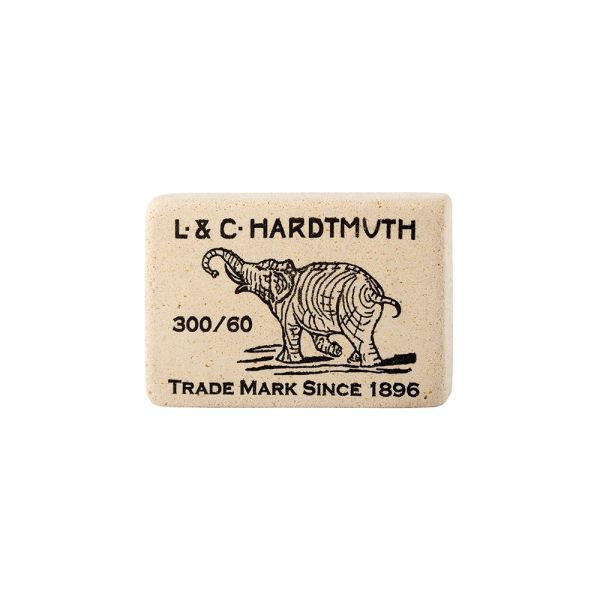 L. & C. HARDTMUTH
300/60
TRADE MARK SINCE 1896